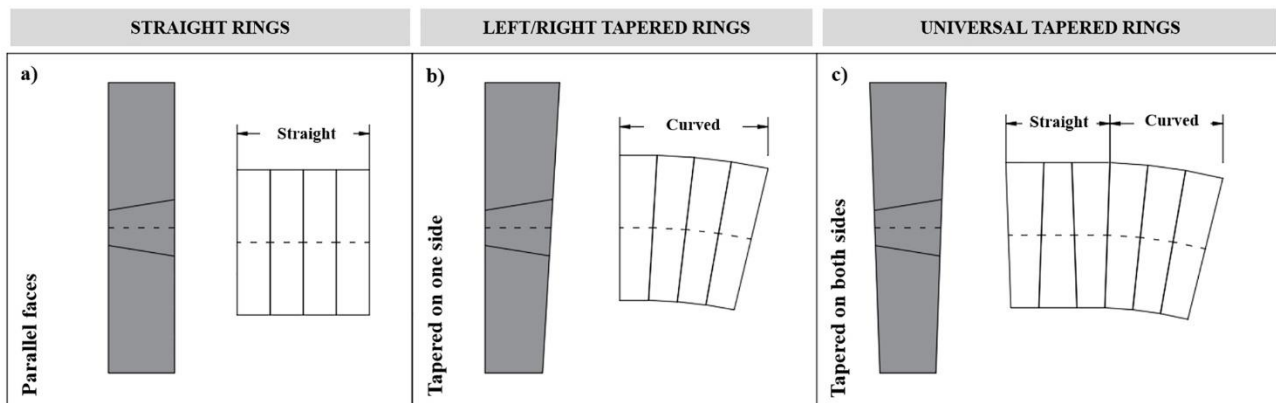 STRAIGHT RINGS
LEFT/RIGHT TAPERED RINGS
UNIVERSAL TAPERED RINGS
a)
Straight
Parallel faces
b)
Curved
Tapered on one side
c)
Straight
Curved
Tapered on both sides